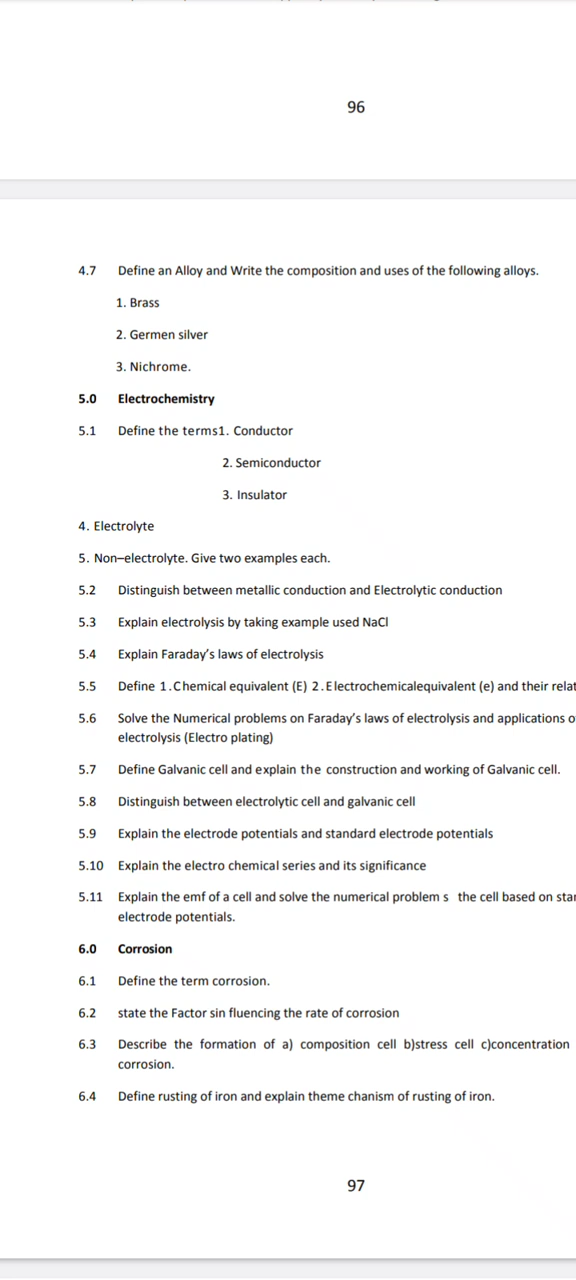 96
4.7 Define an Alloy and Write the composition and uses of the following alloys.
1. Brass
2. Germen silver
3. Nichrome.
5.0 Electrochemistry
5.1 Define the terms1. Conductor
2. Semiconductor
3. Insulator
4. Electrolyte
5. Non–electrolyte. Give two examples each.
5.2 Distinguish between metallic conduction and Electrolytic conduction
5.3 Explain electrolysis by taking example used NaCl
5.4 Explain Faraday's laws of electrolysis
5.5 Define 1.Chemical equivalent (E) 2.Electrochemicalequivalent (e) and their relat
5.6 Solve the Numerical problems on Faraday's laws of electrolysis and applications o
electrolysis (Electro plating)
5.7 Define Galvanic cell and explain the construction and working of Galvanic cell.
5.8 Distinguish between electrolytic cell and galvanic cell
5.9 Explain the electrode potentials and standard electrode potentials
5.10 Explain the electro chemical series and its significance
5.11 Explain the emf of a cell and solve the numerical problem s the cell based on star
electrode potentials.
6.0 Corrosion
6.1 Define the term corrosion.
6.2 state the Factor sin fluencing the rate of corrosion
6.3 Describe the formation of a) composition cell b)stress cell c)concentration
corrosion.
6.4 Define rusting of iron and explain theme chanism of rusting of iron.
97